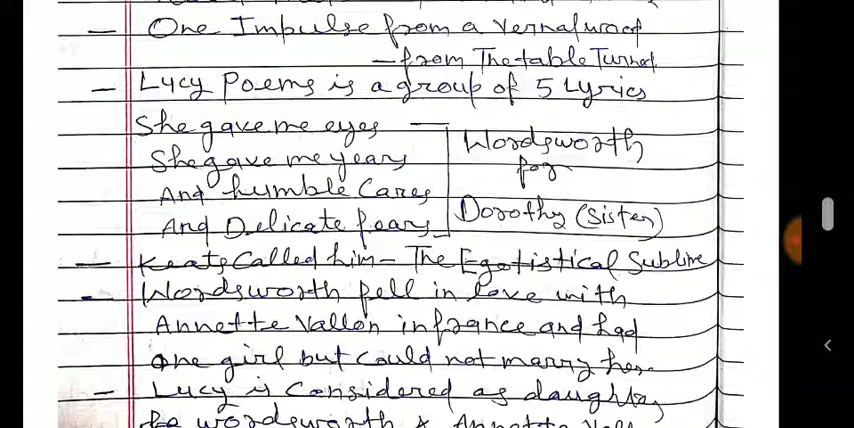 - One Impulse from a vernal wood
- from The table Turned
- Lucy Poems is a group of 5 Lyrics
She gave me eyes
She gave me years
And humble Cares
And Delicate fears
Wordsworth
for
Dorothy (Sister)
- Keats Called him - The Egotistical Sublime
- Wordsworth fell in love with
Annette Vallon in france and had
one girl but could not marry her.
- Lucy is Considered as daughter
wordsworth & Annette